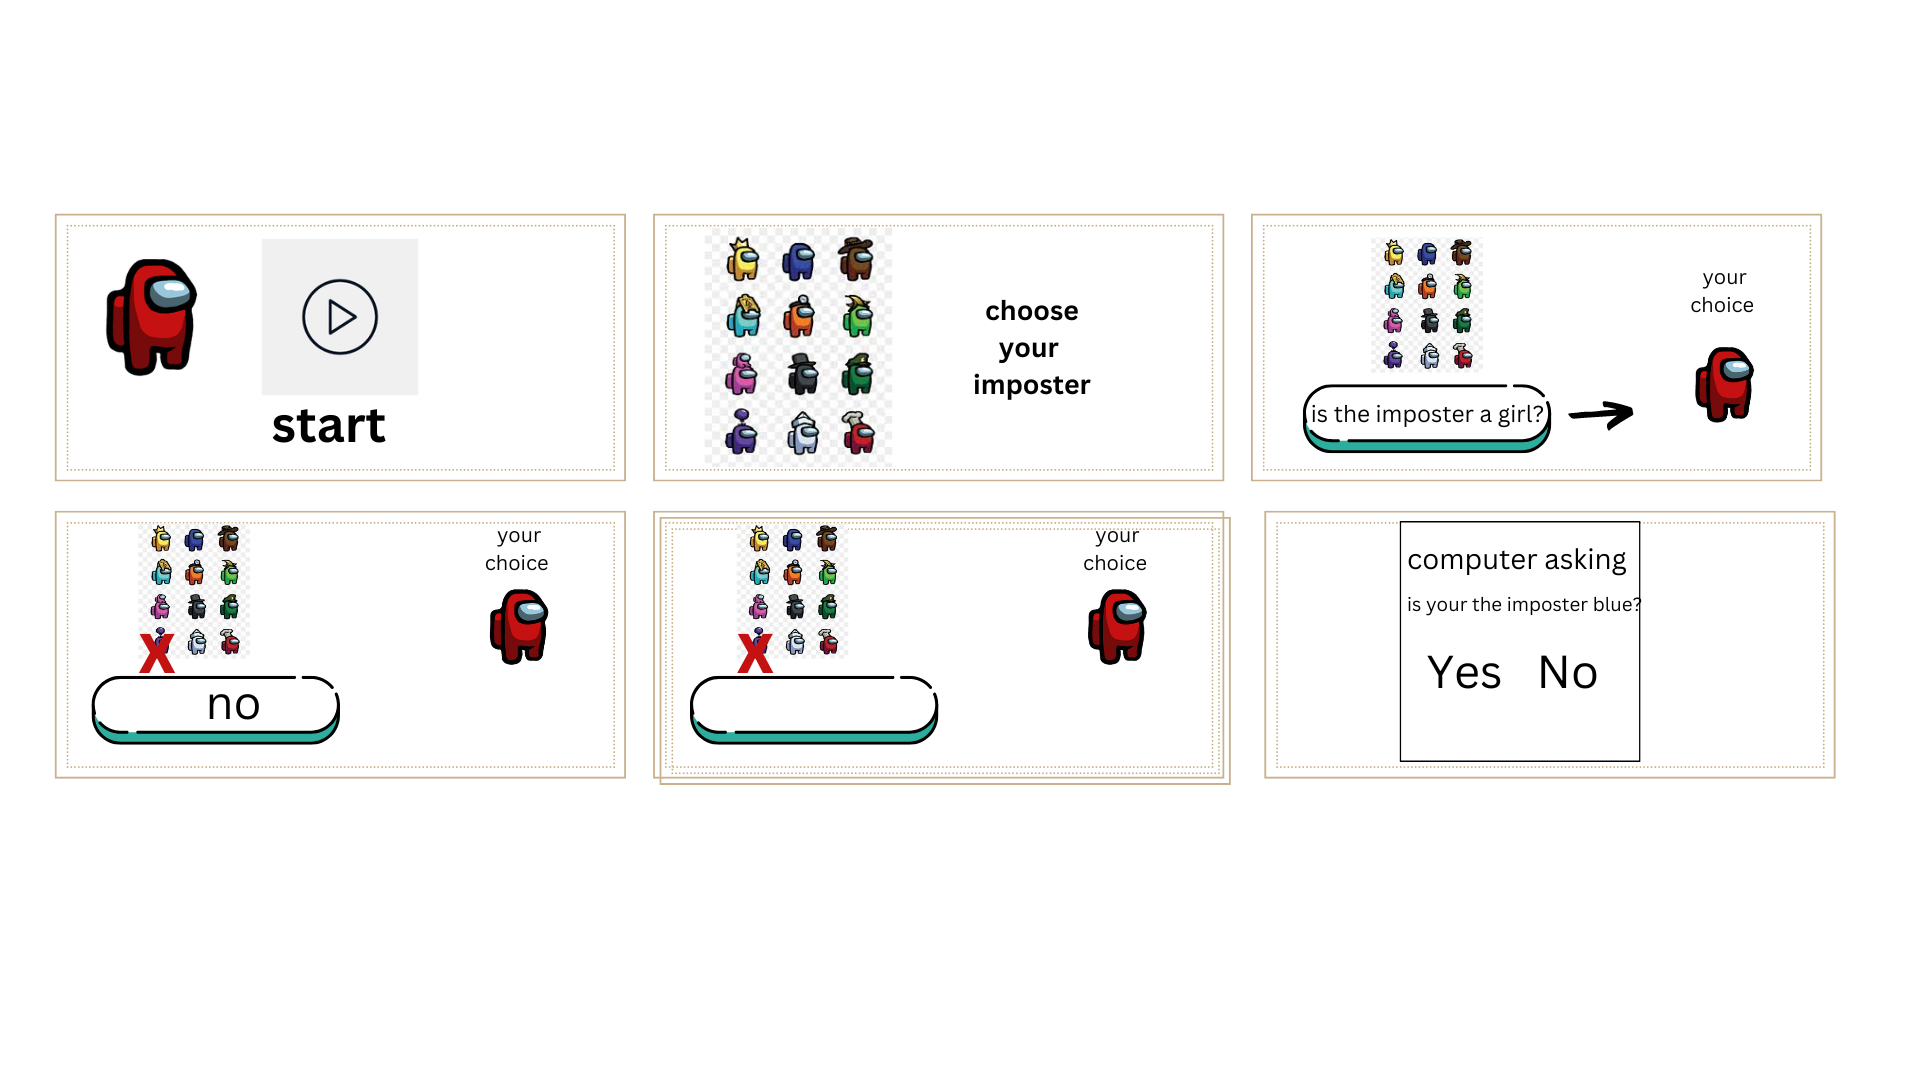 start
choose
your
imposter
is the imposter a girl?
your
choice
X
your
choice
no
X
your
choice
computer asking
is your the imposter blue?
Yes No